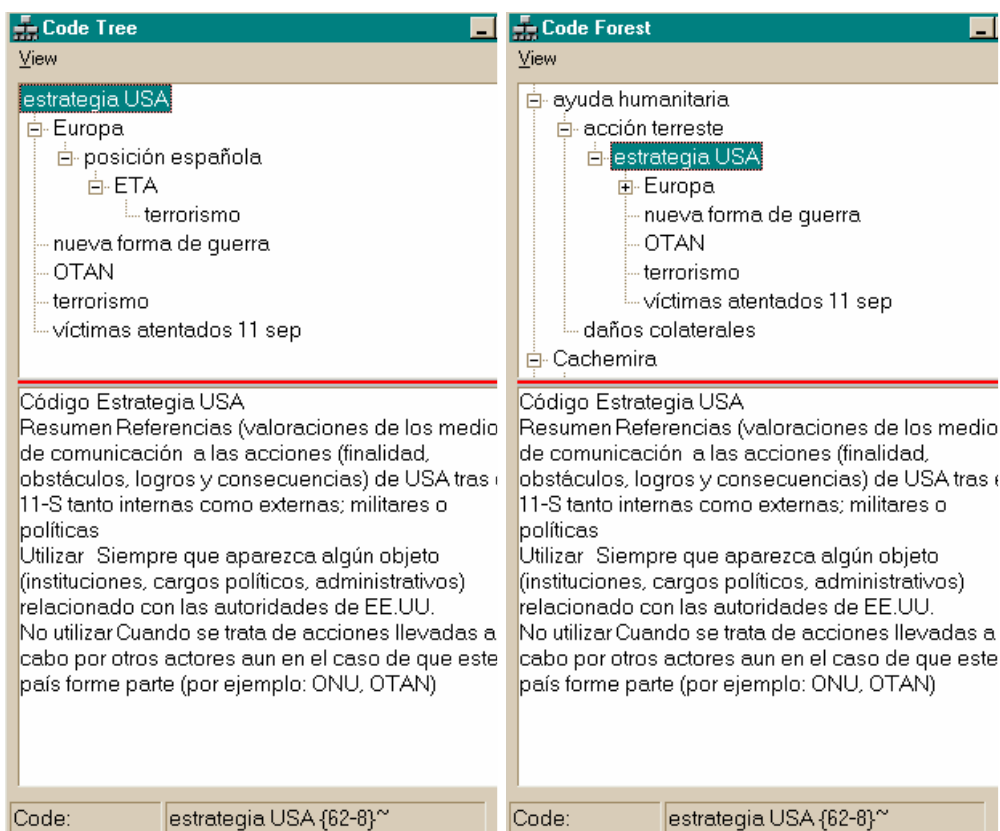 Code Tree
View
estrategia USA
Europa
posición española
ETA
terrorismo
nueva forma de guerra
OTAN
terrorismo
víctimas atentados 11 sep
Código Estrategia USA
Resumen Referencias (valoraciones de los medio
de comunicación a las acciones (finalidad,
obstáculos, logros y consecuencias) de USA tras
11-S tanto internas como externas; militares o
políticas
Utilizar Siempre que aparezca algún objeto
(instituciones, cargos políticos, administrativos)
relacionado con las autoridades de EE.UU.
No utilizar Cuando se trata de acciones llevadas a
cabo por otros actores aun en el caso de que este
país forme parte (por ejemplo: ONU, OTAN)
Code:
estrategia USA {62-8}~
Code Forest
View
ayuda humanitaria
acción terreste
estrategia USA
Europa
nueva forma de guerra
OTAN
terrorismo
víctimas atentados 11 sep
daños colaterales
Cachemira
Código Estrategia USA
Resumen Referencias (valoraciones de los medio
de comunicación a las acciones (finalidad,
obstáculos, logros y consecuencias) de USA tras e
11-S tanto internas como externas; militares o
políticas
Utilizar Siempre que aparezca algún objeto
(instituciones, cargos políticos, administrativos)
relacionado con las autoridades de EE.UU.
No utilizar Cuando se trata de acciones llevadas a
cabo por otros actores aun en el caso de que este
país forme parte (por ejemplo: ONU, OTAN)
Code:
estrategia USA {62-8}~